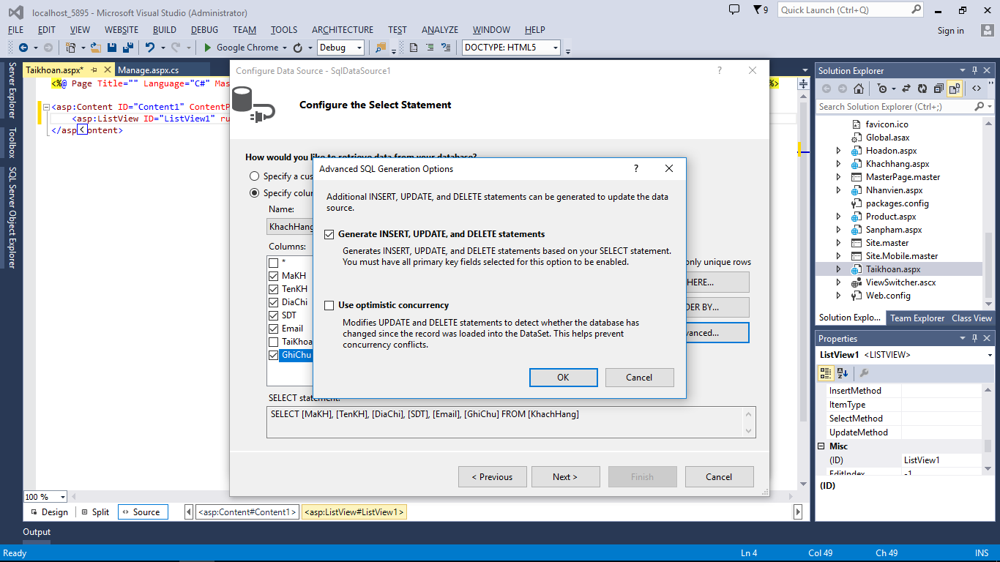 localhost_5895 - Microsoft Visual Studio (Administrator)
9
Quick Launch (Ctrl+Q)
FILE EDIT VIEW WEBSITE BUILD DEBUG TEAM TOOLS ARCHITECTURE TEST ANALYZE WINDOW HELP
Sign in
Google Chrome
Debug
DOCTYPE: HTML5
Server Explorer
Toolbox
SQL Server Object Explorer
Taikhoan.aspx*
Manage.aspx.cs
<%@ Page Title="" Language="C#" Mas
%>
<asp:Content ID="Content1" ContentP
<asp:ListView ID="ListView1" ru
</asp
<
ontent>
Configure Data Source - SqlDataSource1
?
Configure the Select Statement
How would you like to retrieve data from your database?
Specify a cus
Specify colu
Name:
KhachHang
Columns:
*
MaKH
TenKH
DiaChi
SDT
Email
TaiKhoa
GhiChu
only unique rows
HERE...
DER BY...
vanced...
SELECT statement:
SELECT [MaKH], [TenKH], [DiaChi], [SDT], [Email], [GhiChu] FROM [KhachHang]
< Previous
Next >
Finish
Cancel
Advanced SQL Generation Options
?
Additional INSERT, UPDATE, and DELETE statements can be generated to update the data
source.
Generate INSERT, UPDATE, and DELETE statements
Generates INSERT, UPDATE, and DELETE statements based on your SELECT statement.
You must have all primary key fields selected for this option to be enabled.
Use optimistic concurrency
Modifies UPDATE and DELETE statements to detect whether the database has
changed since the record was loaded into the DataSet. This helps prevent
concurrency conflicts.
OK
Cancel
Solution Explorer
Search Solution Explorer (Ctrl+;)
favicon.ico
Global.asax
Hoadon.aspx
Khachhang.aspx
MasterPage.master
Nhanvien.aspx
packages.config
Product.aspx
Sanpham.aspx
Site.master
Site.Mobile.master
Taikhoan.aspx
ViewSwitcher.ascx
Web.config
Solution Explo...
Team Explorer
Class View
Properties
ListView1 <LISTVIEW>
InsertMethod
ItemType
SelectMethod
UpdateMethod
Misc
(ID) ListView1
EditIndex -1
(ID)
100 %
Design
Split
Source
<asp:Content#Content1>
<asp:ListView#ListView1>
Output
Ready
Ln 4
Col 49
Ch 49
INS